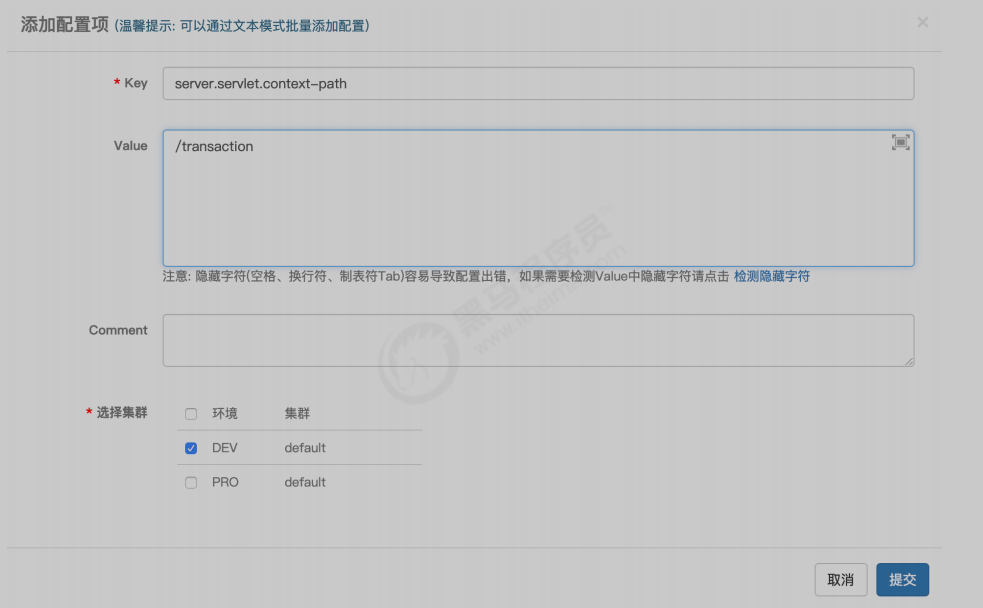 添加配置项 (温馨提示: 可以通过文本模式批量添加配置)
* Key server.servlet.context-path
Value /transaction
注意: 隐藏字符(空格、换行符、制表符Tab)容易导致配置出错，如果需要检测Value中隐藏字符请点击 检测隐藏字符
Comment
* 选择集群 环境 集群
DEV default
PRO default
黑马程序员
取消 提交